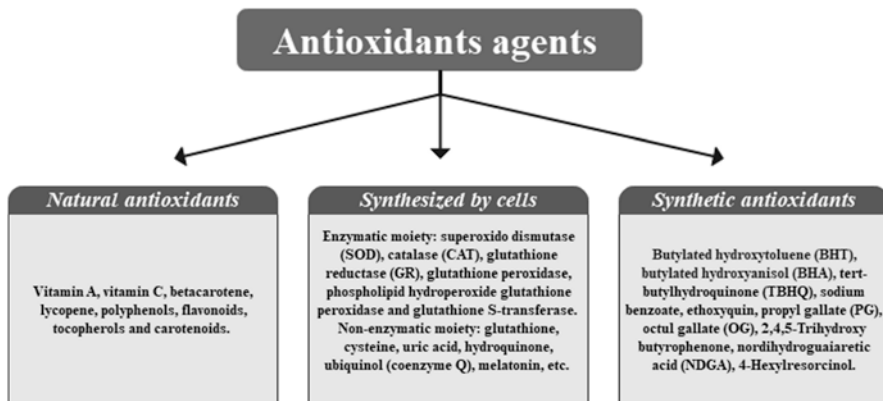 Antioxidants agents
Natural antioxidants
Vitamin A, vitamin C, betacarotene,
lycopene, polyphenols, flavonoids,
tocopherols and carotenoids.
Synthesized by cells
Enzymatic moiety: superoxido dismutase
(SOD), catalase (CAT), glutathione
reductase (GR), glutathione peroxidase,
phospholipid hydroperoxide glutathione
peroxidase and glutathione S-transferase.
Non-enzymatic moiety: glutathione,
cysteine, uric acid, hydroquinone,
ubiquinol (coenzyme Q), melatonin, etc.
Synthetic antioxidants
Butylated hydroxytoluene (BHT),
butylated hydroxyanisol (BHA), tert-
butylhydroquinone (TBHQ), sodium
benzoate, ethoxyquin, propyl gallate (PG),
octul gallate (OG), 2,4,5-Trihydroxy
butyrophenone, nordihydroguaiaretic
acid (NDGA), 4-Hexylresorcinol.